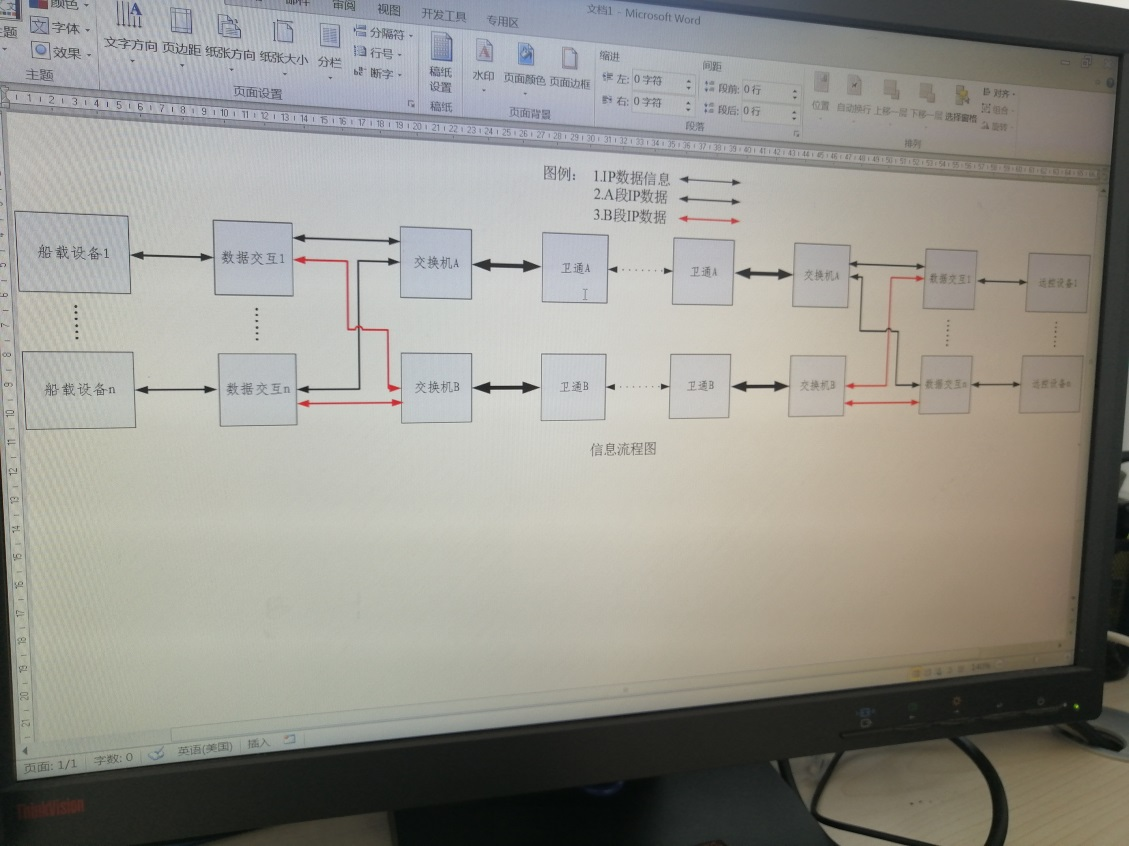 文档1 - Microsoft Word
审阅 视图 开发工具 专用区
颜色
字体
效果
主题
文字方向 页边距 纸张方向 纸张大小 分栏
分隔符
行号
断字
页面设置
稿纸
设置
稿纸
水印 页面颜色 页面边框
页面背景
缩进 间距
左: 0 字符 段前: 0 行
右: 0 字符 段后: 0 行
段落
位置 自动换行 上移一层 下移一层 选择窗格
对齐
组合
旋转
排列
图例: 1.IP数据信息
2.A段IP数据
3.B段IP数据
船载设备1 数据交互1 交换机A 卫通A 卫通A 交换机A 数据交互1 远控设备1
船载设备n 数据交互n 交换机B 卫通B 卫通B 交换机B 数据交互n 远控设备n
信息流程图
页面: 1/1 字数: 0 英语(美国) 插入
ThinkVision